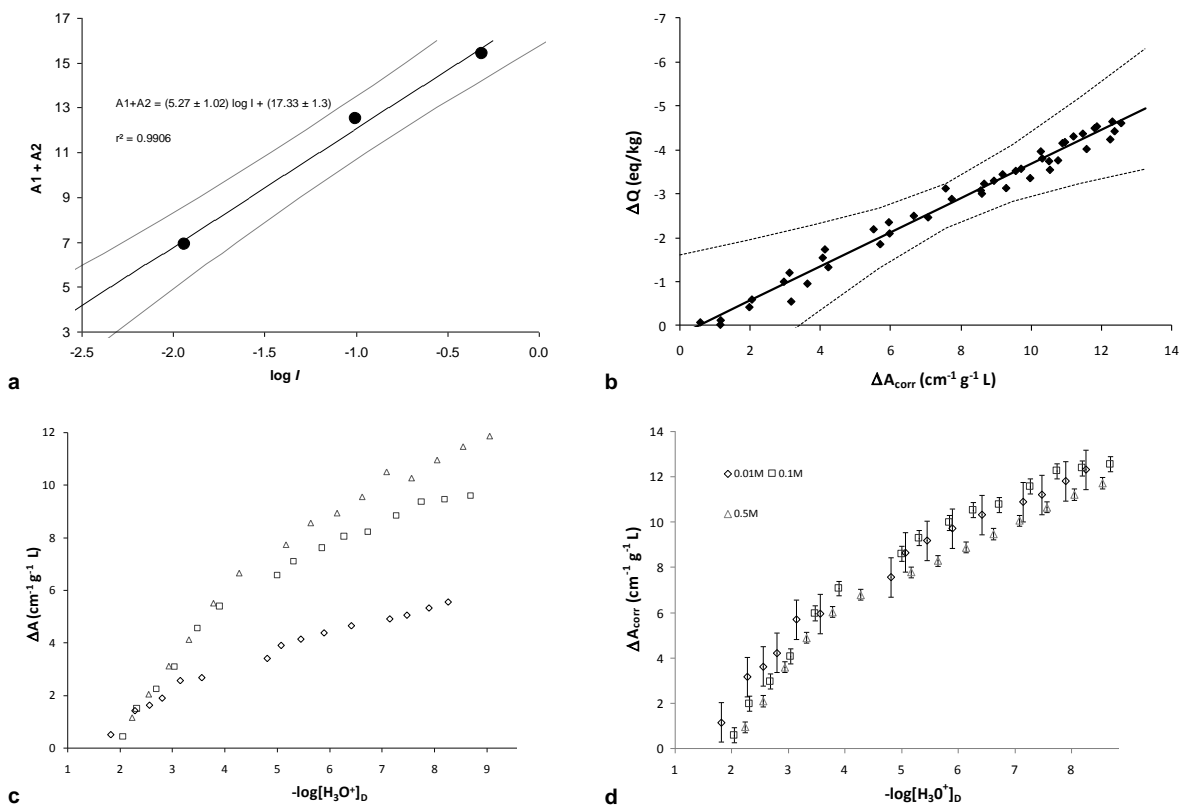 17
15
13
11
9
7
5
3
A1 + A2
A1+A2 = (5.27 ± 1.02) log I + (17.33 ± 1.3)
r² = 0.9906
-2.5 -2.0 -1.5 -1.0 -0.5 0.0
log I
a
-7
-6
-5
-4
-3
-2
-1
0
ΔQ (eq/kg)
0 2 4 6 8 10 12 14
ΔAcorr (cm-1 g-1 L)
b
12
10
8
6
4
2
0
ΔA (cm-1 g-1 L)
1 2 3 4 5 6 7 8 9
-log[H3O+]D
c
14
12
10
8
6
4
2
0
ΔAcorr (cm-1 g-1 L)
0.01M 0.1M
0.5M
1 2 3 4 5 6 7 8
-log[H30+]D
d